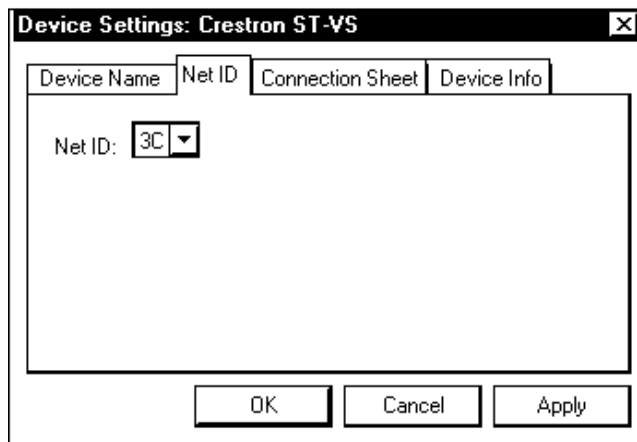 Device Settings: Crestron ST-VS
Device Name Net ID Connection Sheet Device Info
Net ID: 3C
OK Cancel Apply